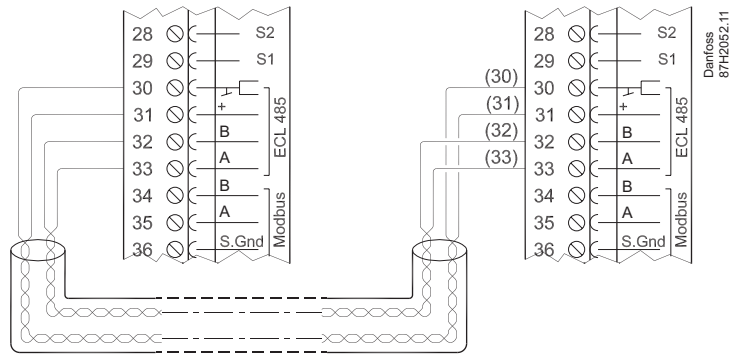 28 S2
29 S1
30
31 +
32 B
33 A
34 B
35 A
36 S.Gnd
ECL 485
Modbus
28 S2
29 S1
(30) 30
(31) 31 +
(32) 32 B
(33) 33 A
34 B
35 A
36 S.Gnd
ECL 485
Modbus
Danfoss
87H2052.11